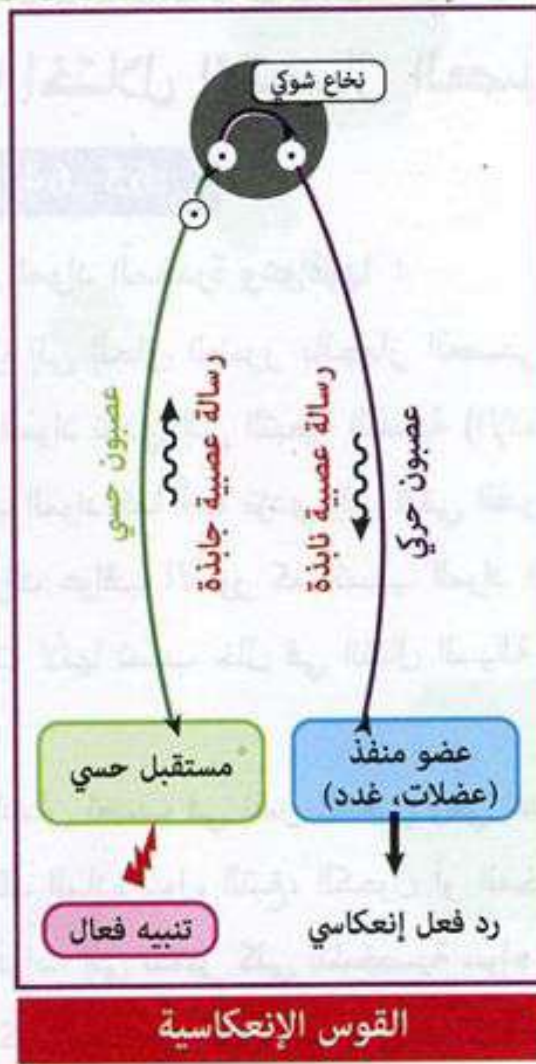 نخاع شوكي
عصبون حسي
رسالة عصبية جابذة
رسالة عصبية نابذة
عصبون حركي
مستقبل حسي
عضو منفذ
(عضلات، غدد)
تنبيه فعال
رد فعل إنعكاسي
القوس الإنعكاسية